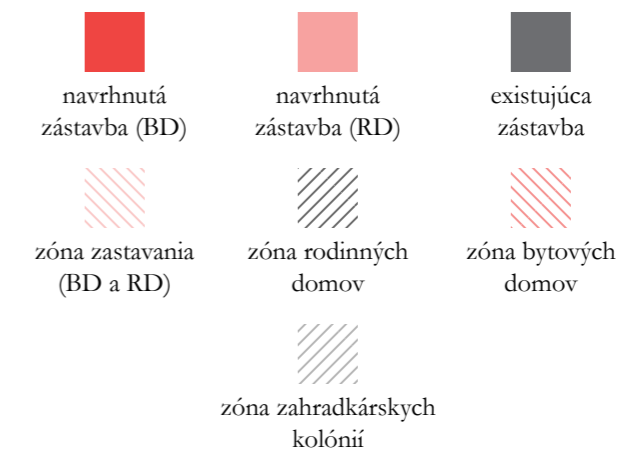 navrhnutá
zástavba (BD)
navrhnutá
zástavba (RD)
existujúca
zástavba
zóna zastavania
(BD a RD)
zóna rodinných
domov
zóna bytových
domov
zóna zahradkárskych
kolónií